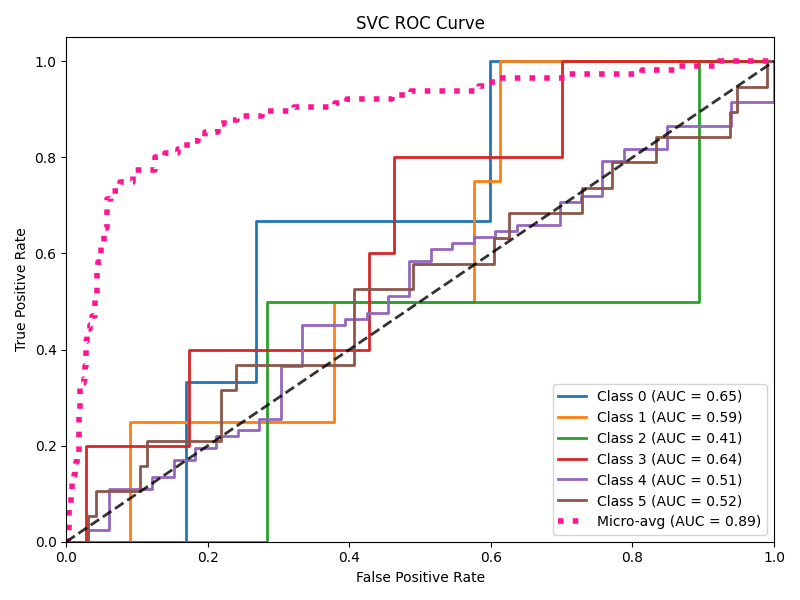 SVC ROC Curve
True Positive Rate
1.0
0.8
0.6
0.4
0.2
0.0
Class 0 (AUC = 0.65)
Class 1 (AUC = 0.59)
Class 2 (AUC = 0.41)
Class 3 (AUC = 0.64)
Class 4 (AUC = 0.51)
Class 5 (AUC = 0.52)
Micro-avg (AUC = 0.89)
0.0 0.2 0.4 0.6 0.8 1.0
False Positive Rate